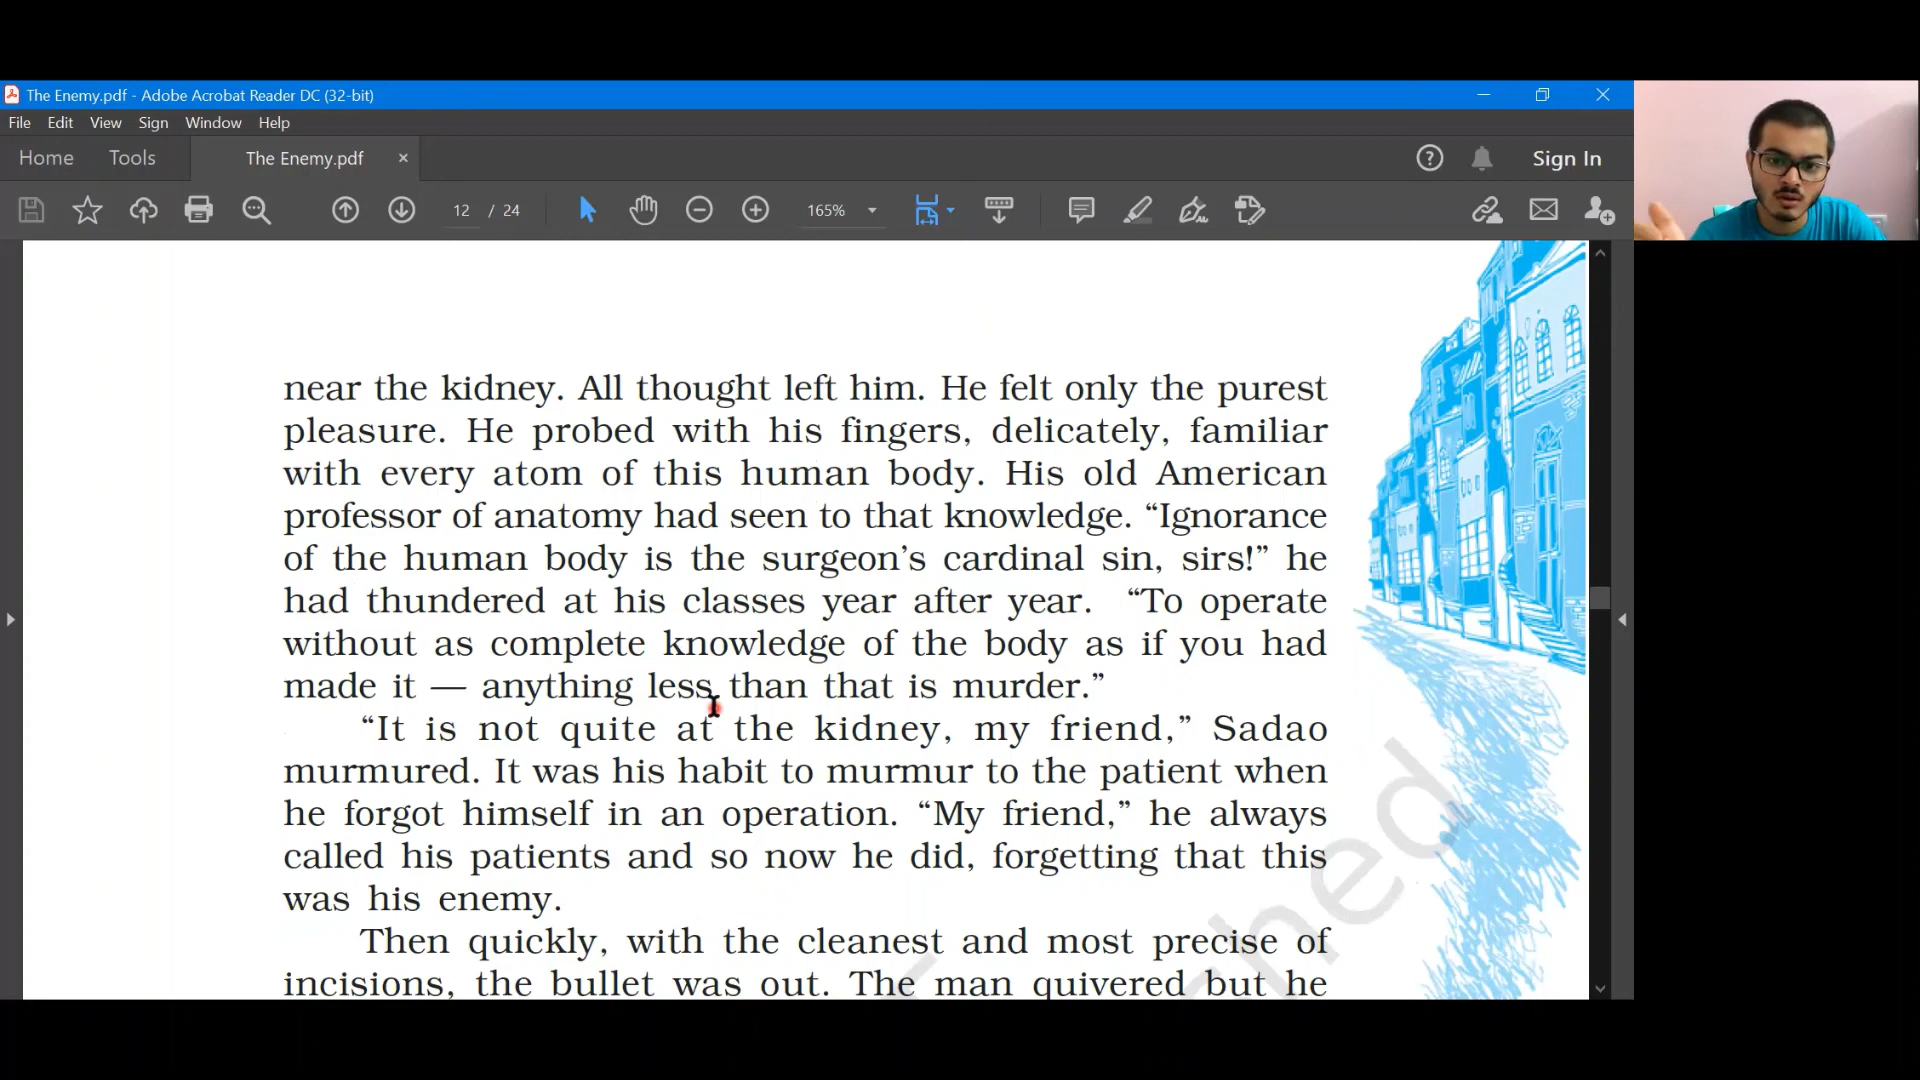 The Enemy.pdf - Adobe Acrobat Reader DC (32-bit)
File Edit View Sign Window Help
Home Tools The Enemy.pdf × Sign In
12 / 24 165%
near the kidney. All thought left him. He felt only the purest
pleasure. He probed with his fingers, delicately, familiar
with every atom of this human body. His old American
professor of anatomy had seen to that knowledge. “Ignorance
of the human body is the surgeon’s cardinal sin, sirs!” he
had thundered at his classes year after year. “To operate
without as complete knowledge of the body as if you had
made it — anything less than that is murder.”
“It is not quite at the kidney, my friend,” Sadao
murmured. It was his habit to murmur to the patient when
he forgot himself in an operation. “My friend,” he always
called his patients and so now he did, forgetting that this
was his enemy.
Then quickly, with the cleanest and most precise of
incisions, the bullet was out. The man quivered but he